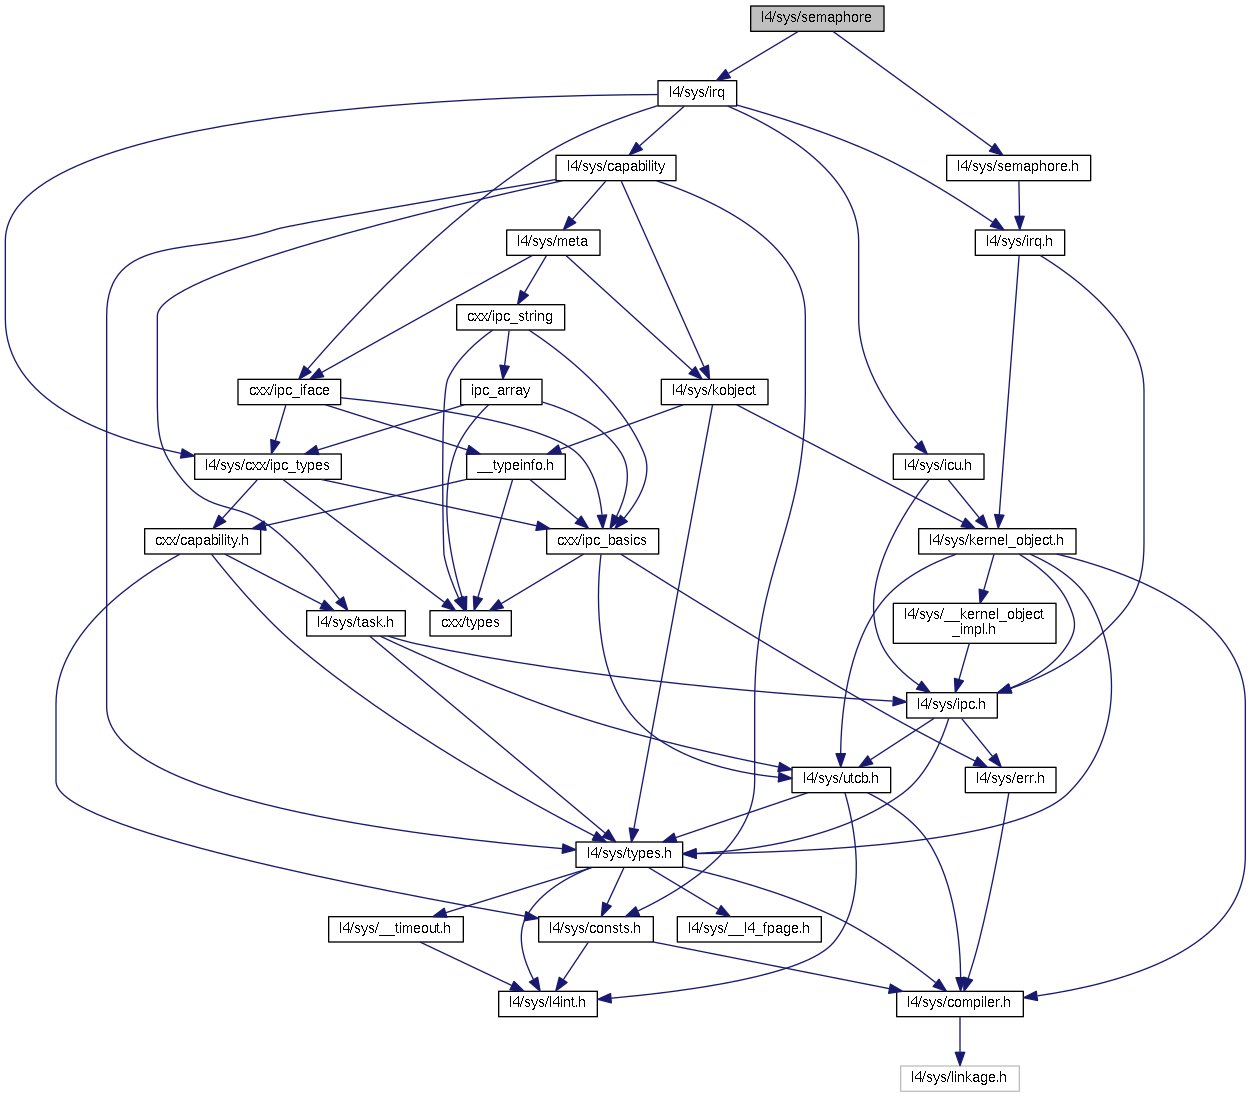 l4/sys/semaphore
l4/sys/irq
l4/sys/capability
l4/sys/semaphore.h
l4/sys/meta
l4/sys/irq.h
cxx/ipc_string
cxx/ipc_iface
ipc_array
l4/sys/kobject
l4/sys/cxx/ipc_types
__typeinfo.h
l4/sys/icu.h
cxx/capability.h
cxx/ipc_basics
l4/sys/kernel_object.h
l4/sys/task.h
cxx/types
l4/sys/__kernel_object
_impl.h
l4/sys/ipc.h
l4/sys/utcb.h
l4/sys/err.h
l4/sys/types.h
l4/sys/__timeout.h
l4/sys/consts.h
l4/sys/__l4_fpage.h
l4/sys/l4int.h
l4/sys/compiler.h
l4/sys/linkage.h